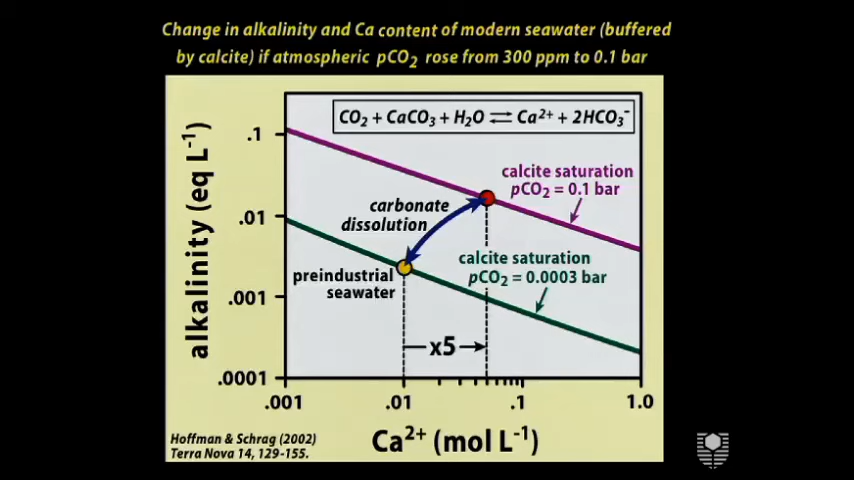 Change in alkalinity and Ca content of modern seawater (buffered
by calcite) if atmospheric pCO₂ rose from 300 ppm to 0.1 bar
CO₂ + CaCO₃ + H₂O ⇌ Ca²⁺ + 2HCO₃⁻
.1
.01
.001
.0001
alkalinity (eq L⁻¹)
calcite saturation
pCO₂ = 0.1 bar
carbonate
dissolution
calcite saturation
pCO₂ = 0.0003 bar
preindustrial
seawater
x5
.001
.01
.1
1.0
Ca²⁺ (mol L⁻¹)
Hoffman & Schrag (2002)
Terra Nova 14, 129-155.